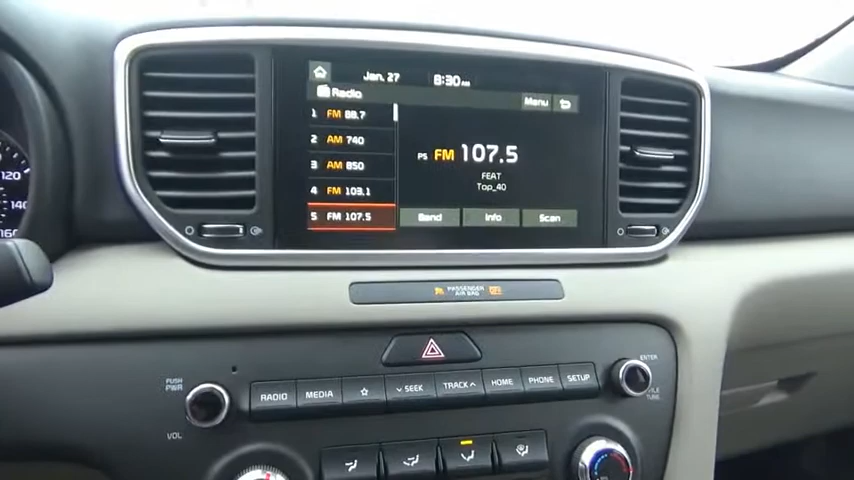 Jan. 27 8:30 AM
Radio
Menu
1 FM 88.7
2 AM 740
3 AM 850
4 FM 103.1
5 FM 107.5
PS FM 107.5
FEAT
Top_40
Band Info Scan
120
140
160
PASSENGER
AIR BAG
PUSH
PWR
VOL
RADIO MEDIA SEEK TRACK HOME PHONE SETUP
ENTER
TUNE